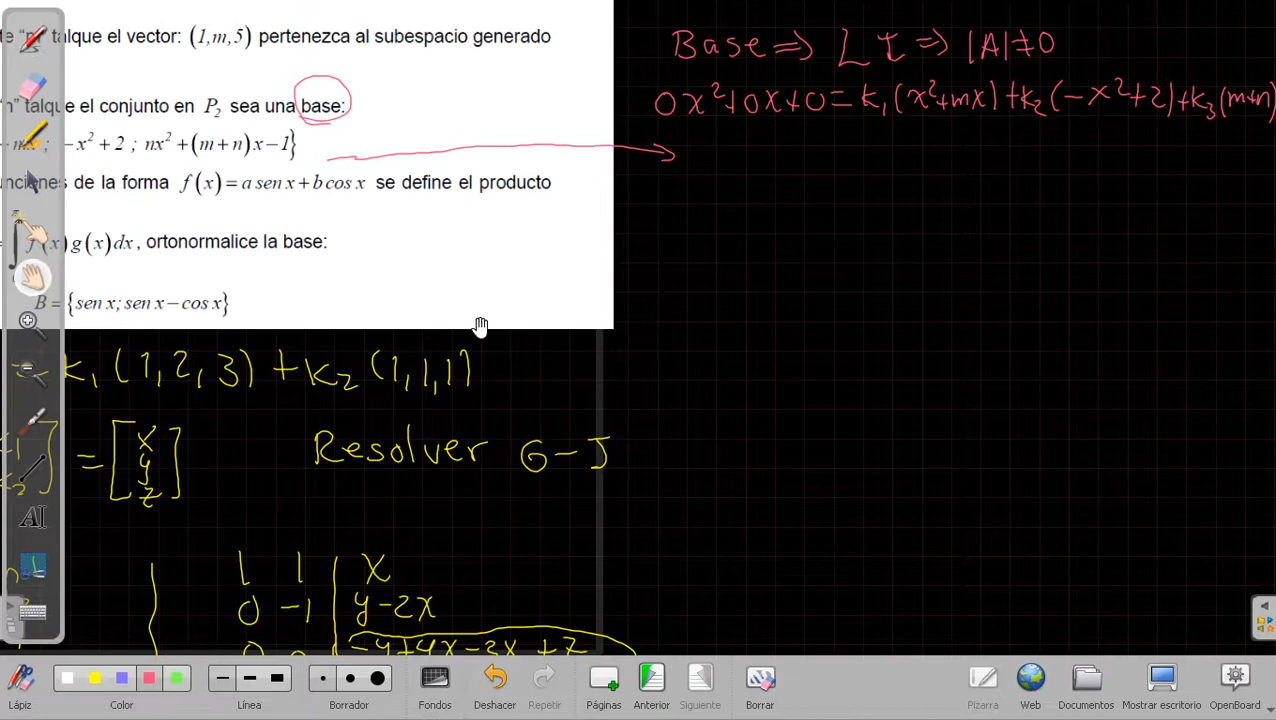 te "m" talque el vector: (1,m,5) pertenezca al subespacio generado
"n" talque el conjunto en P₂ sea una base:
mx ; −x² + 2 ; nx² + (m + n) x − 1}
unciones de la forma f (x) = a sen x + b cos x se define el producto
f (x) g (x) dx , ortonormalice la base:
B = {sen x; sen x − cos x}
Base ⇒ LI ⇒ |A| ≠ 0
0x² + 0x + 0 = k₁ (x² + mx) + k₂ (−x² + 2) + k₃ (m+n)
= k₁ (1, 2, 3) + k₂ (1, 1, 1)
= [x y z] Resolver G - J
1 1 | x
0 −1 | y − 2x
Lápiz
Color
Línea
Borrador
Fondos
Deshacer
Repetir
Páginas
Anterior
Siguiente
Borrar
Pizarra
Web
Documentos
Mostrar escritorio
OpenBoard